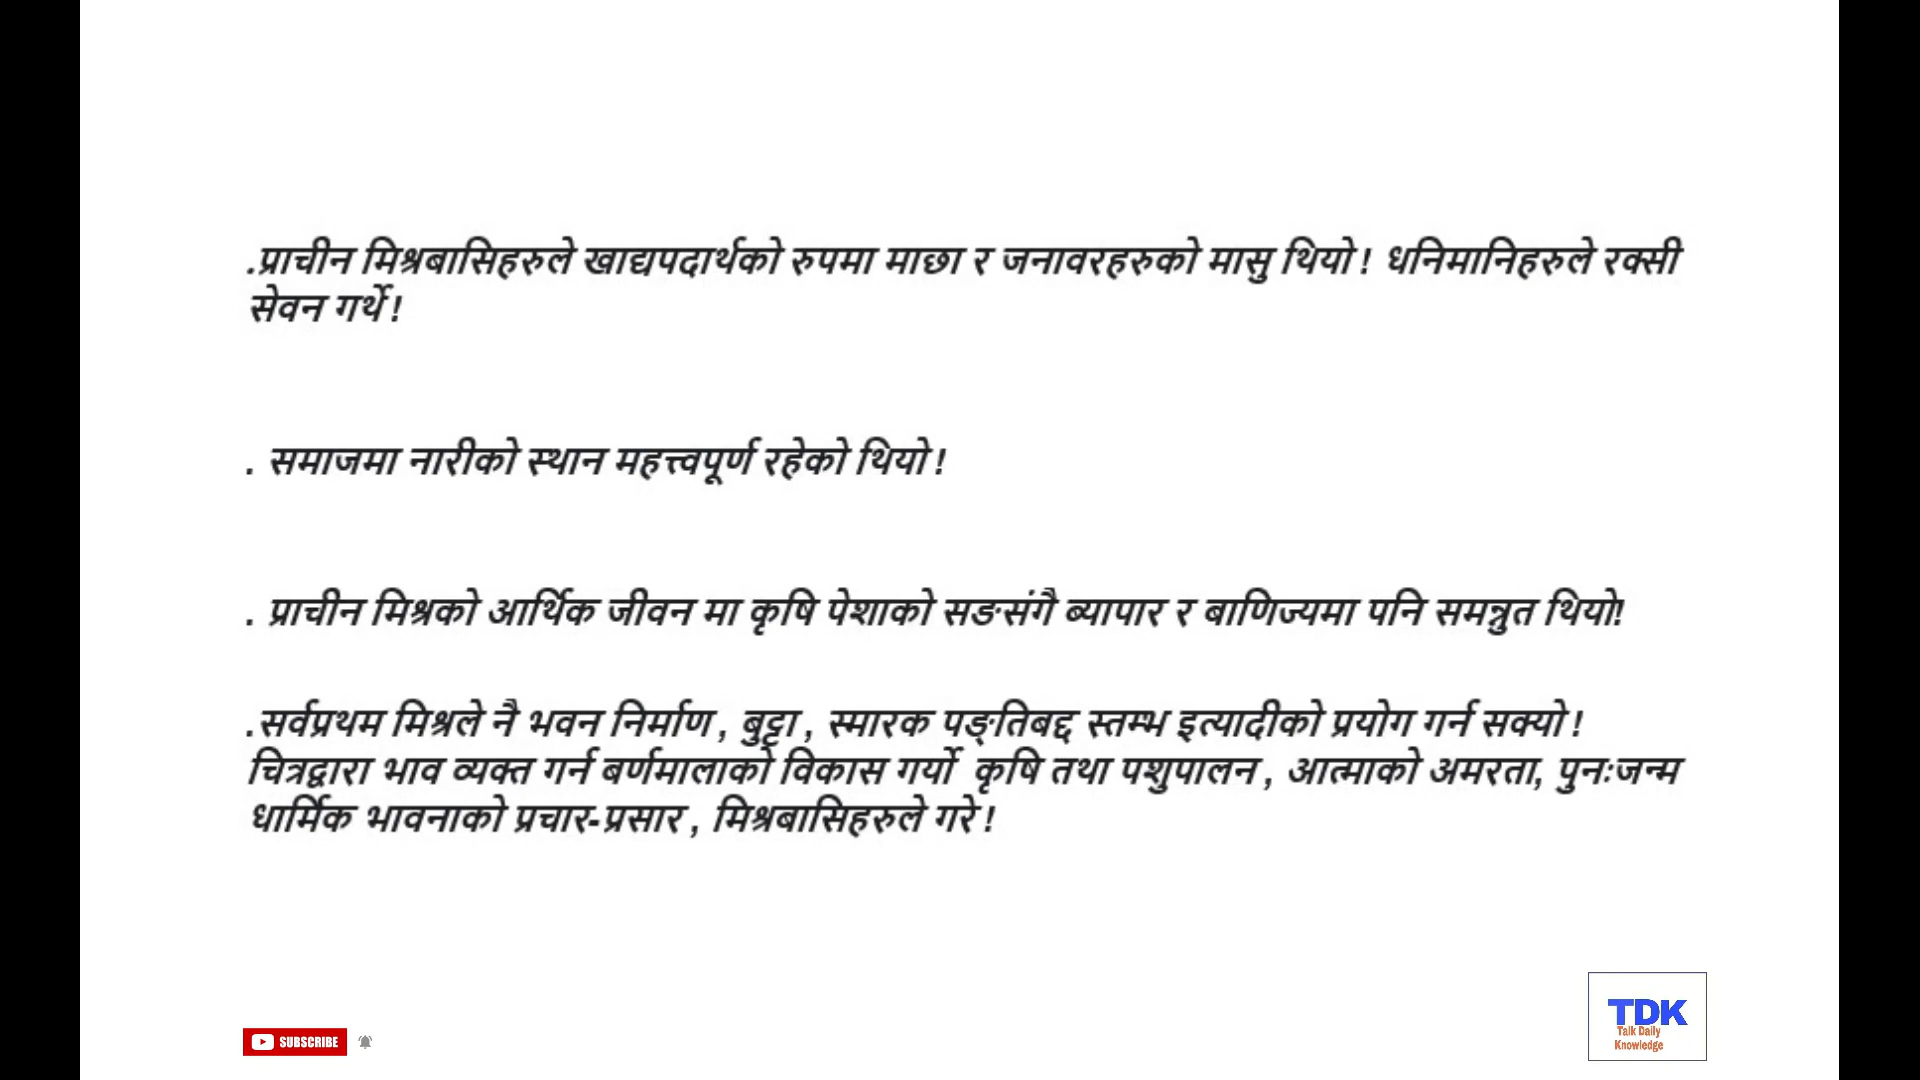 .प्राचीन मिश्रबासिहरुले खाद्यपदार्थको रुपमा माछा र जनावरहरुको मासु थियो ! धनिमानिहरुले रक्सी
सेवन गर्थे !
. समाजमा नारीको स्थान महत्त्वपूर्ण रहेको थियो !
. प्राचीन मिश्रको आर्थिक जीवन मा कृषि पेशाको सङसंगै ब्यापार र बाणिज्यमा पनि समन्नुत थियो!
.सर्वप्रथम मिश्रले नै भवन निर्माण , बुट्टा , स्मारक पङ्तिबद्द स्तम्भ इत्यादीको प्रयोग गर्न सक्यो !
चित्रद्वारा भाव व्यक्त गर्न बर्णमालाको विकास गर्यो कृषि तथा पशुपालन , आत्माको अमरता, पुनःजन्म
धार्मिक भावनाको प्रचार-प्रसार , मिश्रबासिहरुले गरे !
SUBSCRIBE
TDK
Talk Daily
Knowledge